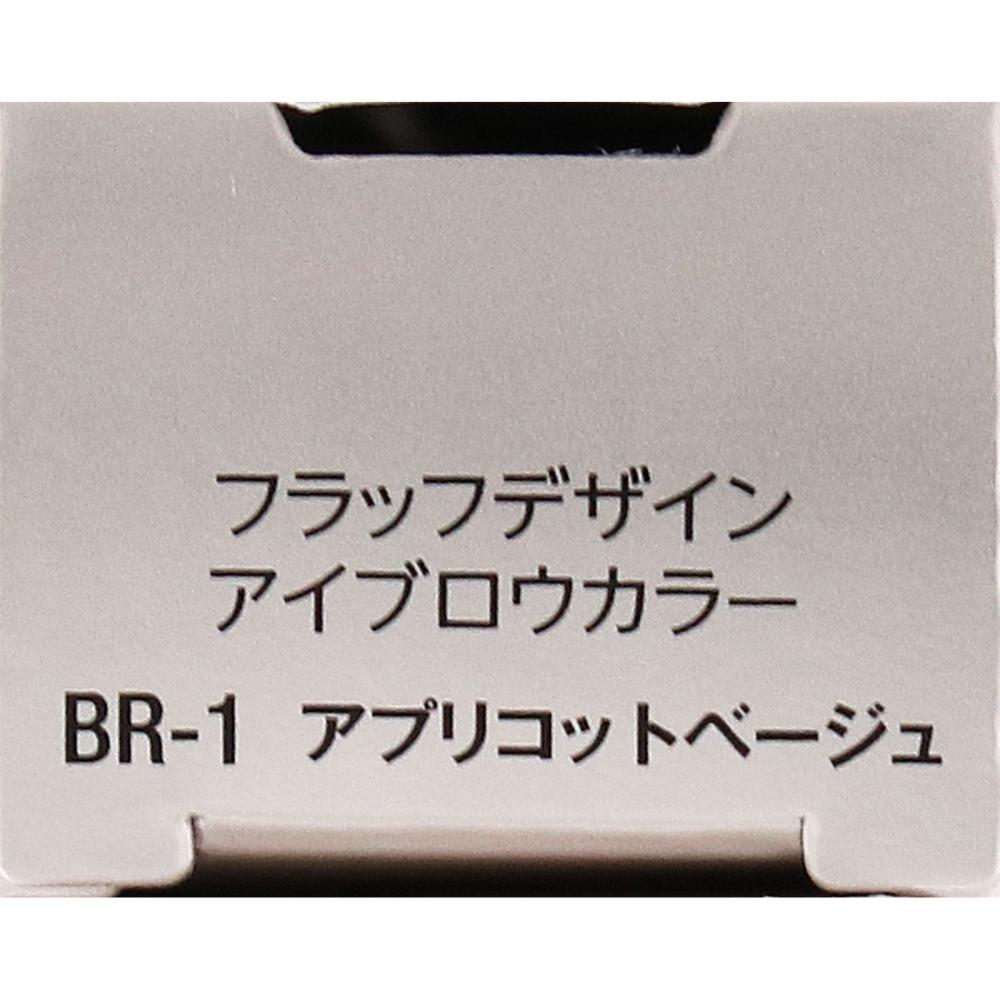 フラッフデザイン
アイブロウカラー
BR-1 アプリコットベージュ